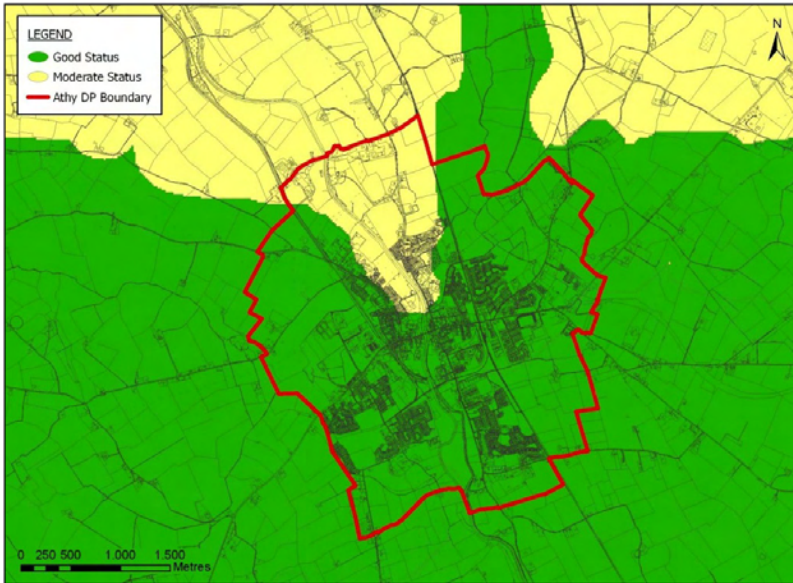 LEGEND
Good Status
Moderate Status
Athy DP Boundary
N
0 250 500 1.000 1.500
Metres